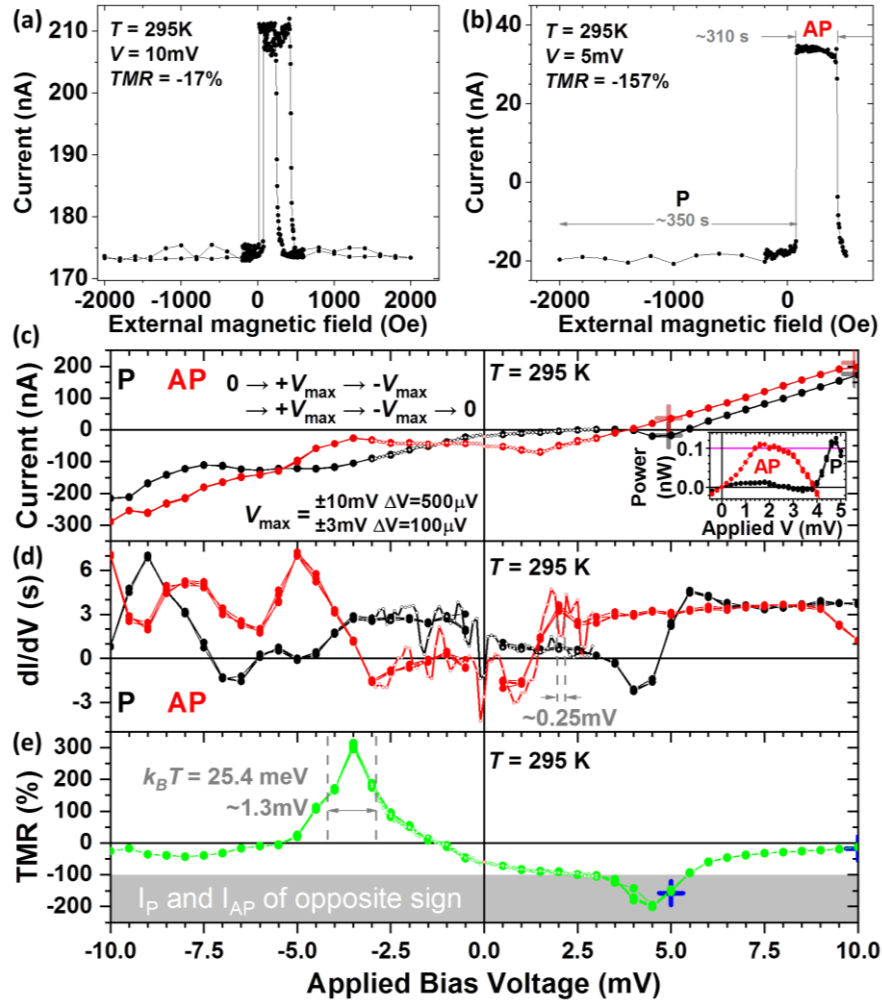 (a)
T = 295K
V = 10mV
TMR = -17%
210
200
190
180
170
Current (nA)
-2000 -1000 0 1000 2000
External magnetic field (Oe)
(b)
T = 295K
V = 5mV
TMR = -157%
~310 s
AP
P
~350 s
40
20
0
-20
Current (nA)
-2000 -1000 0
External magnetic field (Oe)
(c)
P AP
0 → +Vmax → -Vmax
→ +Vmax → -Vmax → 0
T = 295 K
Vmax = ±10mV ΔV=500μV
±3mV ΔV=100μV
200
100
0
-100
-200
-300
Current (nA)
Power (nW)
0.1
0.0
AP
P
0 1 2 3 4 5
Applied V (mV)
(d)
T = 295 K
6
3
0
-3
dI/dV (s)
P AP
~0.25mV
(e)
T = 295 K
kBT = 25.4 meV
~1.3mV
300
200
100
0
-100
-200
TMR (%)
IP and IAP of opposite sign
-10.0 -7.5 -5.0 -2.5 0.0 2.5 5.0 7.5 10.0
Applied Bias Voltage (mV)